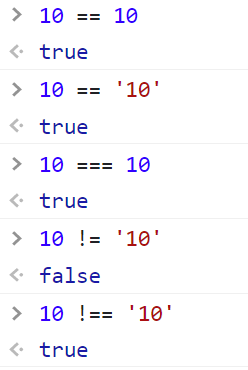 10 == 10
true
10 == '10'
true
10 === 10
true
10 != '10'
false
10 !== '10'
true